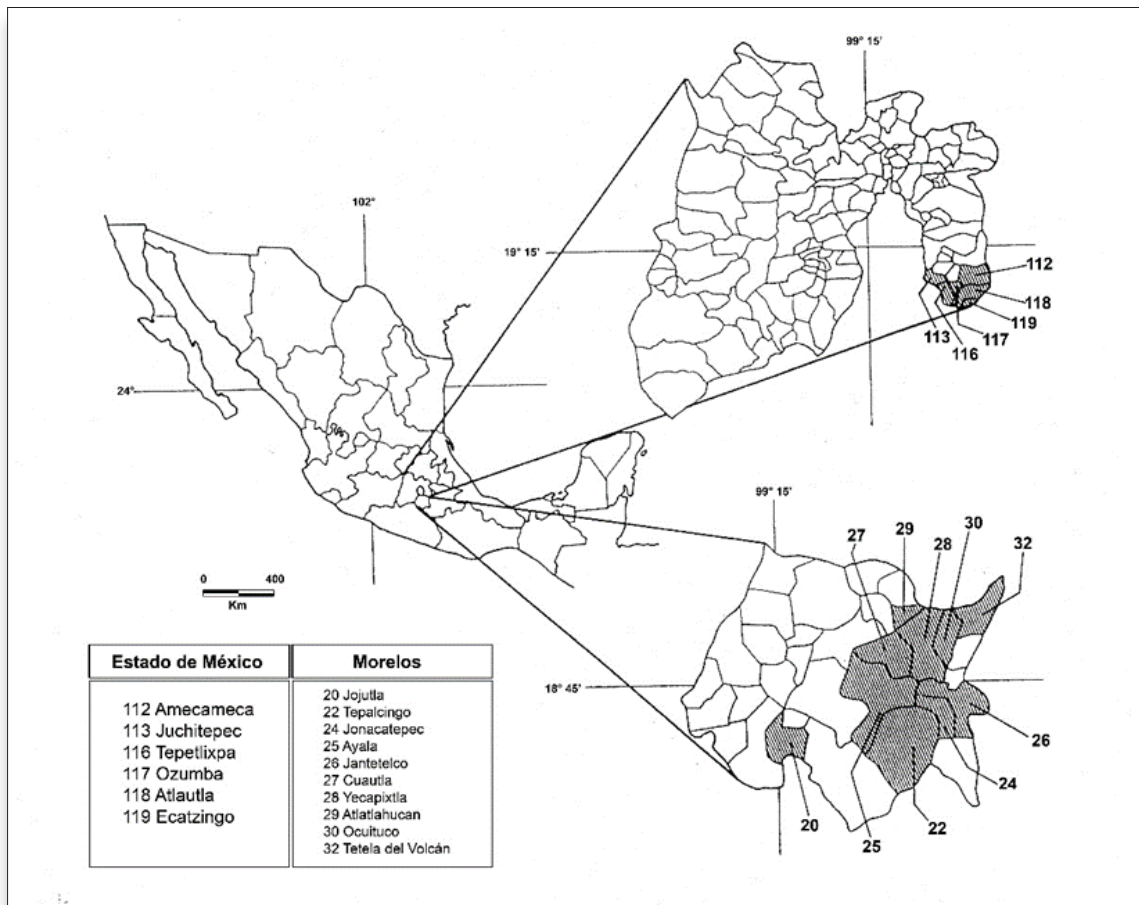 99° 15'
102°
19° 15'
112
118
119
117
116
113
24°
99° 15'
29
30
27
28
32
0 400
Km
18° 45'
26
24
22
20
25
Estado de México
112 Amecameca
113 Juchitepec
116 Tepetlixpa
117 Ozumba
118 Atlautla
119 Ecatzingo
Morelos
20 Jojutla
22 Tepalcingo
24 Jonacatepec
25 Ayala
26 Jantetelco
27 Cuautla
28 Yecapixtla
29 Atlatlahucan
30 Ocuituco
32 Tetela del Volcán